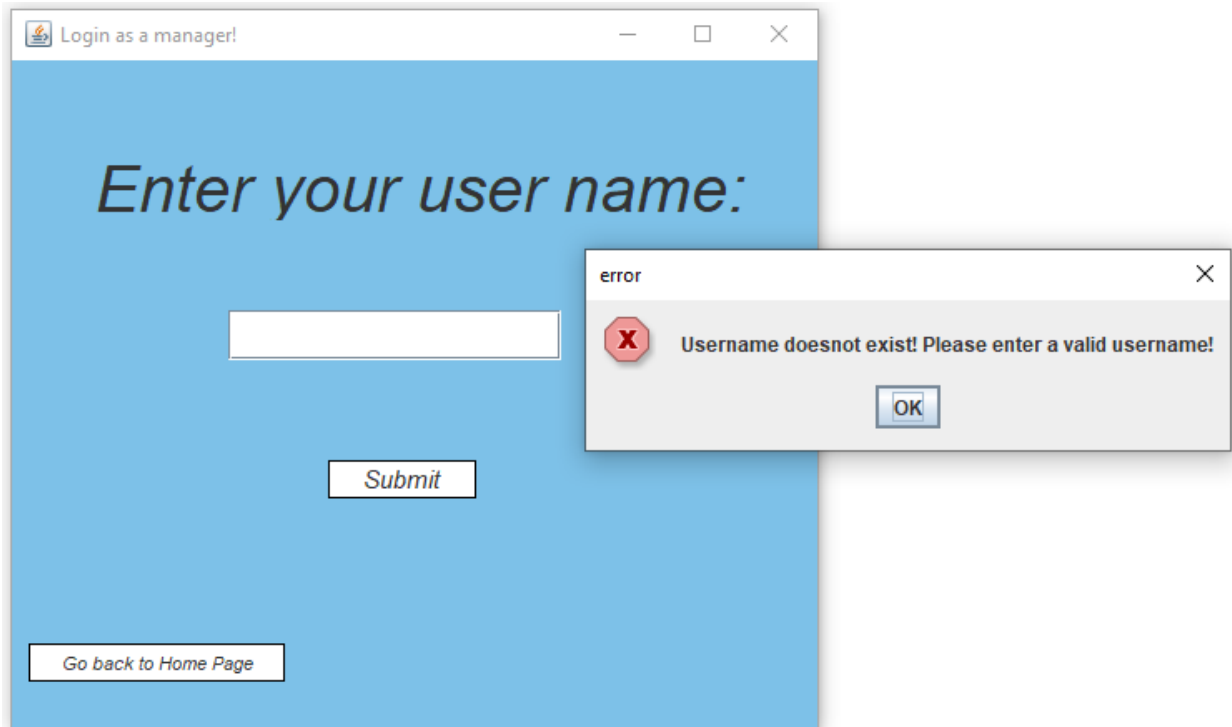 Login as a manager!
Enter your user name:
error
Username doesnot exist! Please enter a valid username!
OK
Submit
Go back to Home Page